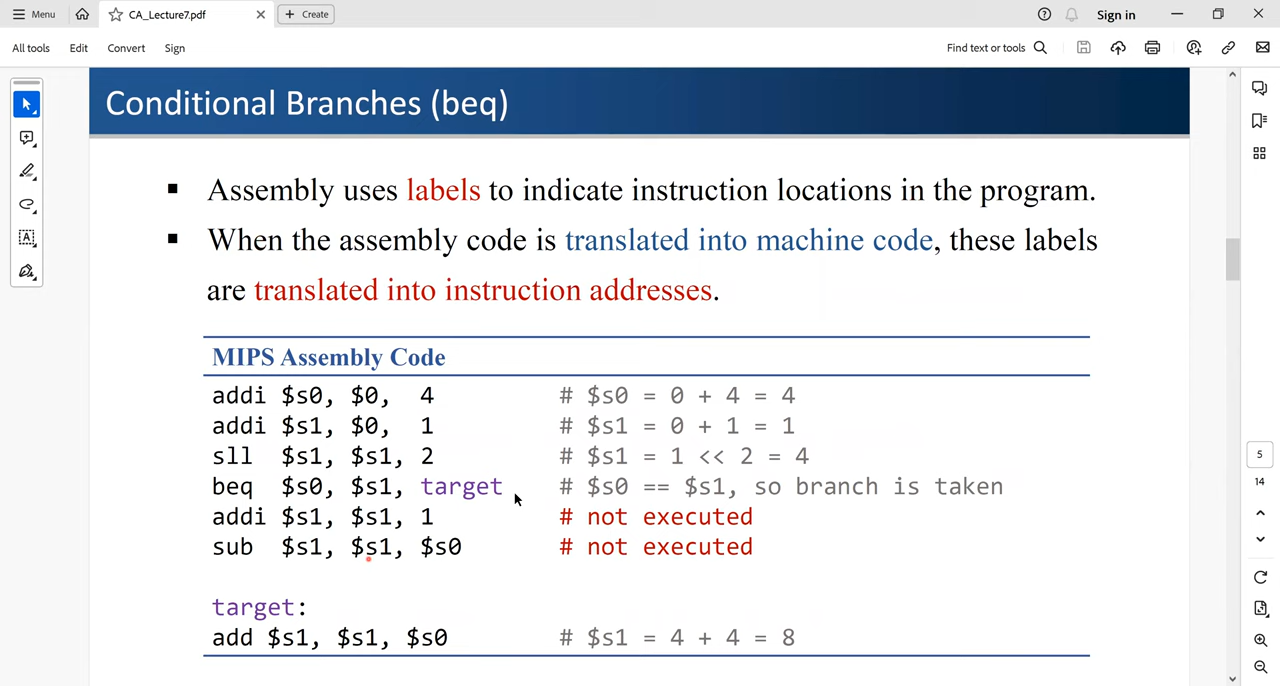 Menu CA_Lecture7.pdf Create Sign in
All tools Edit Convert Sign Find text or tools
Conditional Branches (beq)
▪ Assembly uses labels to indicate instruction locations in the program.
▪ When the assembly code is translated into machine code, these labels
are translated into instruction addresses.
MIPS Assembly Code
addi $s0, $0, 4 # $s0 = 0 + 4 = 4
addi $s1, $0, 1 # $s1 = 0 + 1 = 1
sll $s1, $s1, 2 # $s1 = 1 << 2 = 4
beq $s0, $s1, target # $s0 == $s1, so branch is taken
addi $s1, $s1, 1 # not executed
sub $s1, $s1, $s0 # not executed
target:
add $s1, $s1, $s0 # $s1 = 4 + 4 = 8
5
14